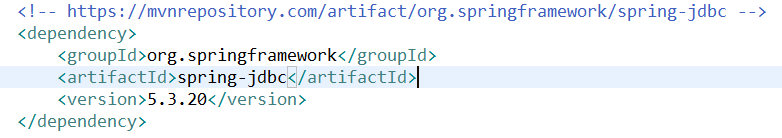 <!-- https://mvnrepository.com/artifact/org.springframework/spring-jdbc -->
<dependency>
    <groupId>org.springframework</groupId>
    <artifactId>spring-jdbc</artifactId>
    <version>5.3.20</version>
</dependency>